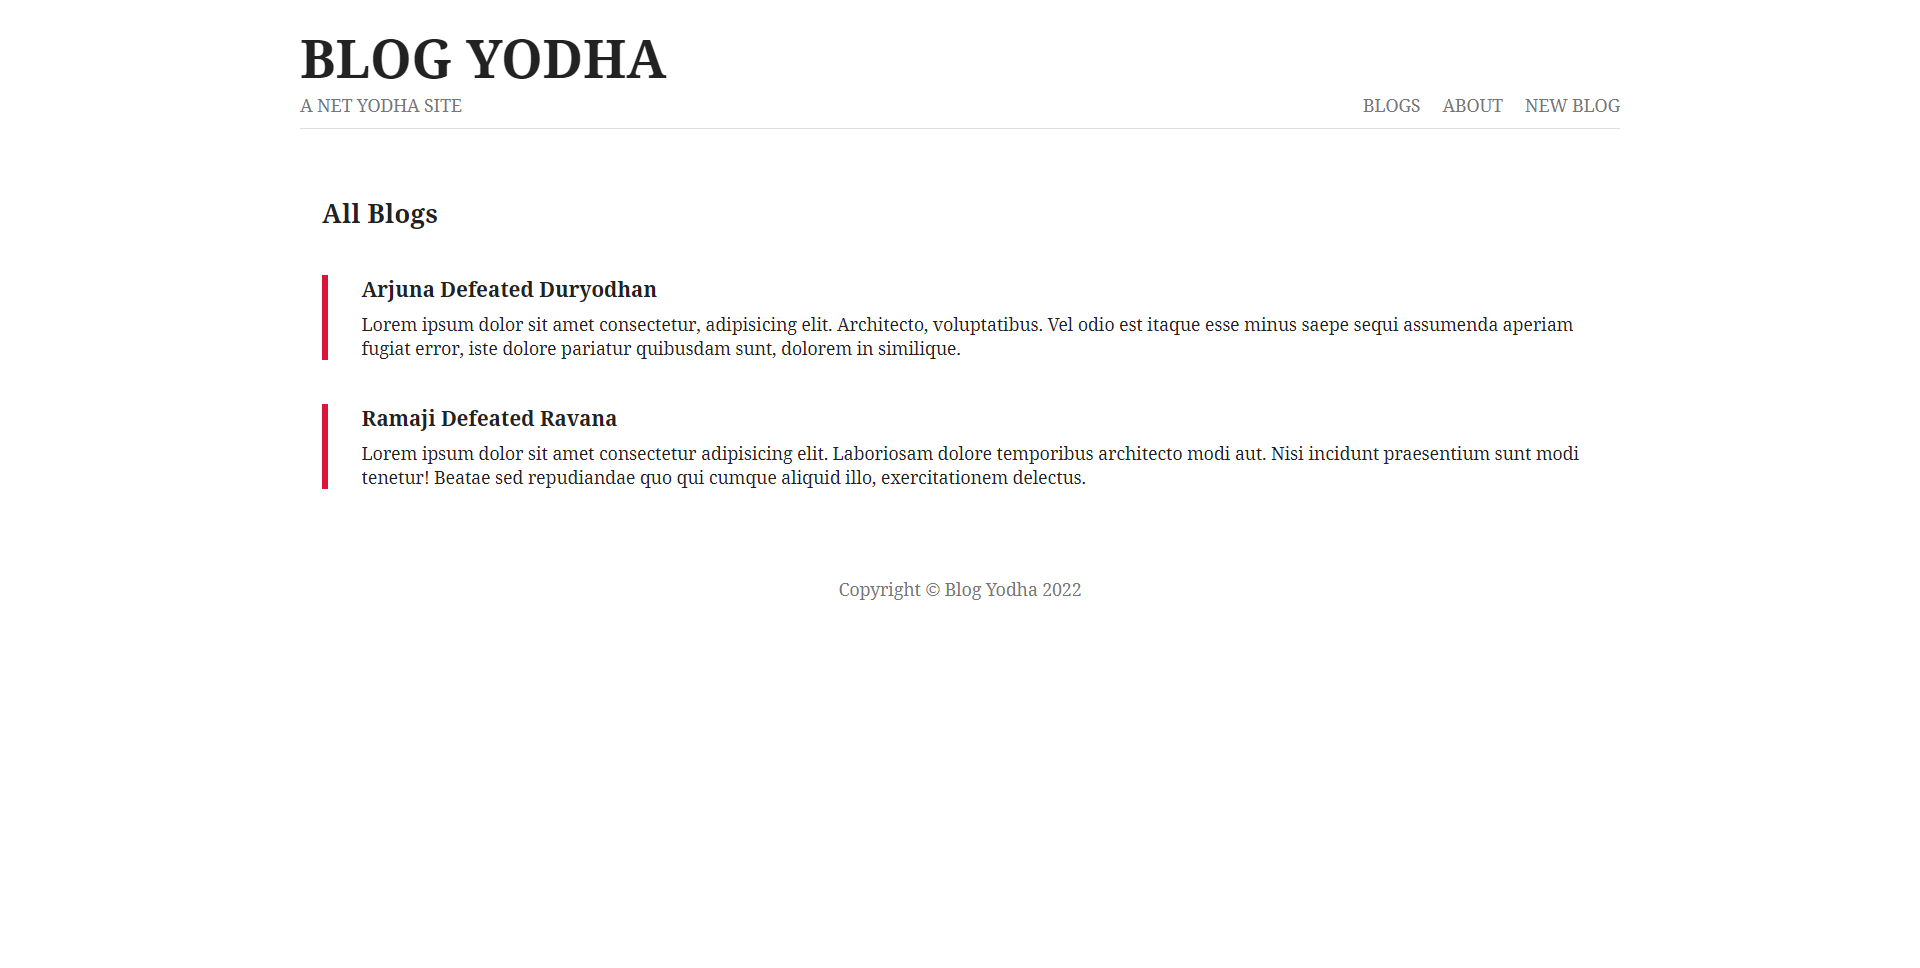 BLOG YODHA
A NET YODHA SITE
BLOGS ABOUT NEW BLOG
All Blogs
Arjuna Defeated Duryodhan
Lorem ipsum dolor sit amet consectetur, adipisicing elit. Architecto, voluptatibus. Vel odio est itaque esse minus saepe sequi assumenda aperiam
fugiat error, iste dolore pariatur quibusdam sunt, dolorem in similique.
Ramaji Defeated Ravana
Lorem ipsum dolor sit amet consectetur adipisicing elit. Laboriosam dolore temporibus architecto modi aut. Nisi incidunt praesentium sunt modi
tenetur! Beatae sed repudiandae quo qui cumque aliquid illo, exercitationem delectus.
Copyright © Blog Yodha 2022